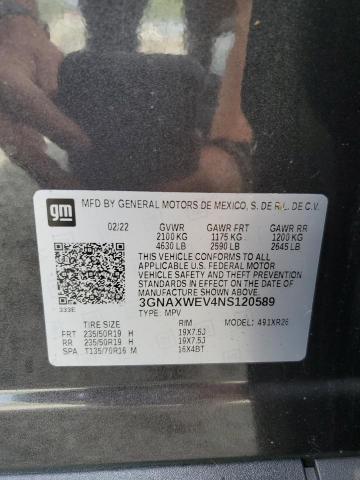 gm MFD BY GENERAL MOTORS DE MEXICO, S. DE R.L. DE C.V.
02/22 GVWR GAWR FRT GAWR RR
2100 KG 1175 KG 1200 KG
4630 LB 2590 LB 2645 LB
THIS VEHICLE CONFORMS TO ALL APPLICABLE
U.S. FEDERAL MOTOR VEHICLE SAFETY, BUMPER,
AND THEFT PREVENTION STANDARDS IN EFFECT
ON THE DATE OF MANUFACTURE SHOWN ABOVE.
333E 3GNAXWEV4NS120589
TYPE: MPV MODEL: 491XR26
TIRE SIZE RIM
FRT 235/50R19 H 19X7.5J
RR 235/50R19 H 19X7.5J
SPA T135/70R16 M 16X4BT